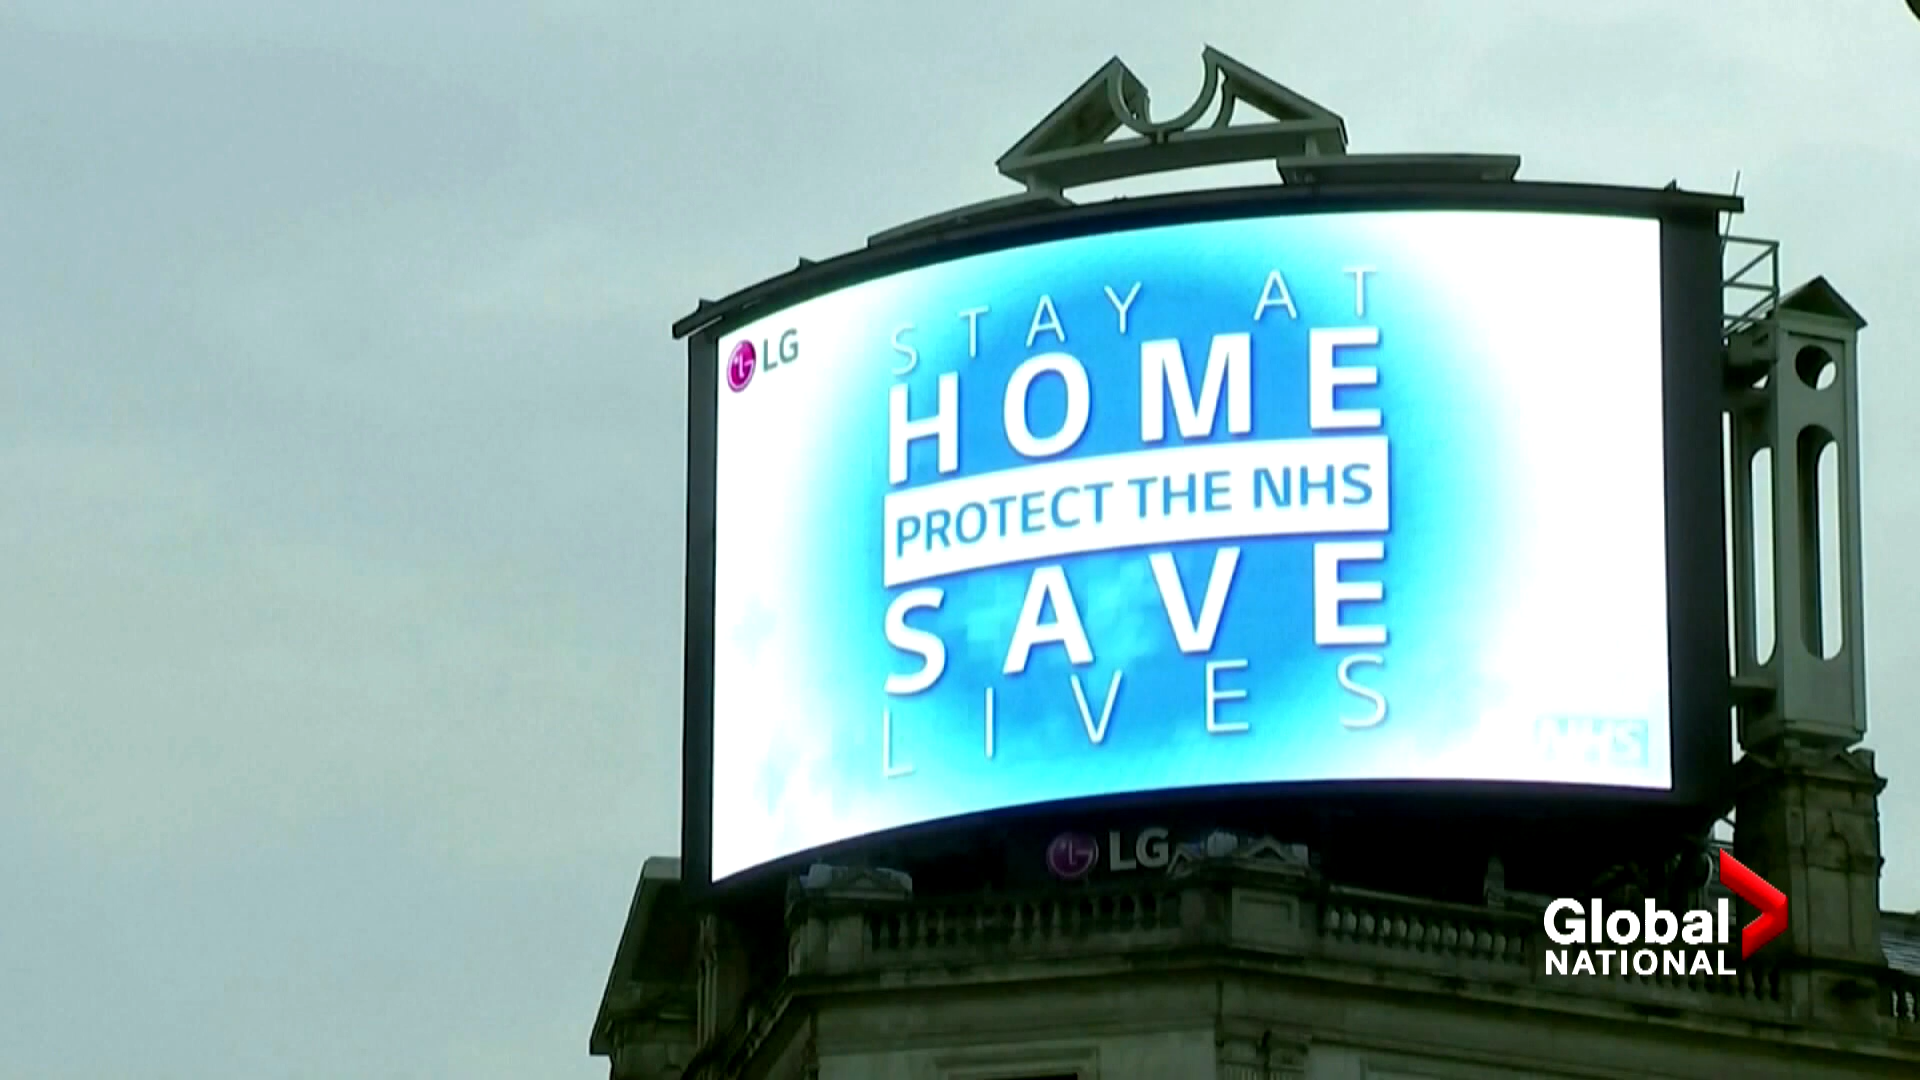 LG
STAY AT
HOME
PROTECT THE NHS
SAVE
LIVES
NHS
LG
Global
NATIONAL